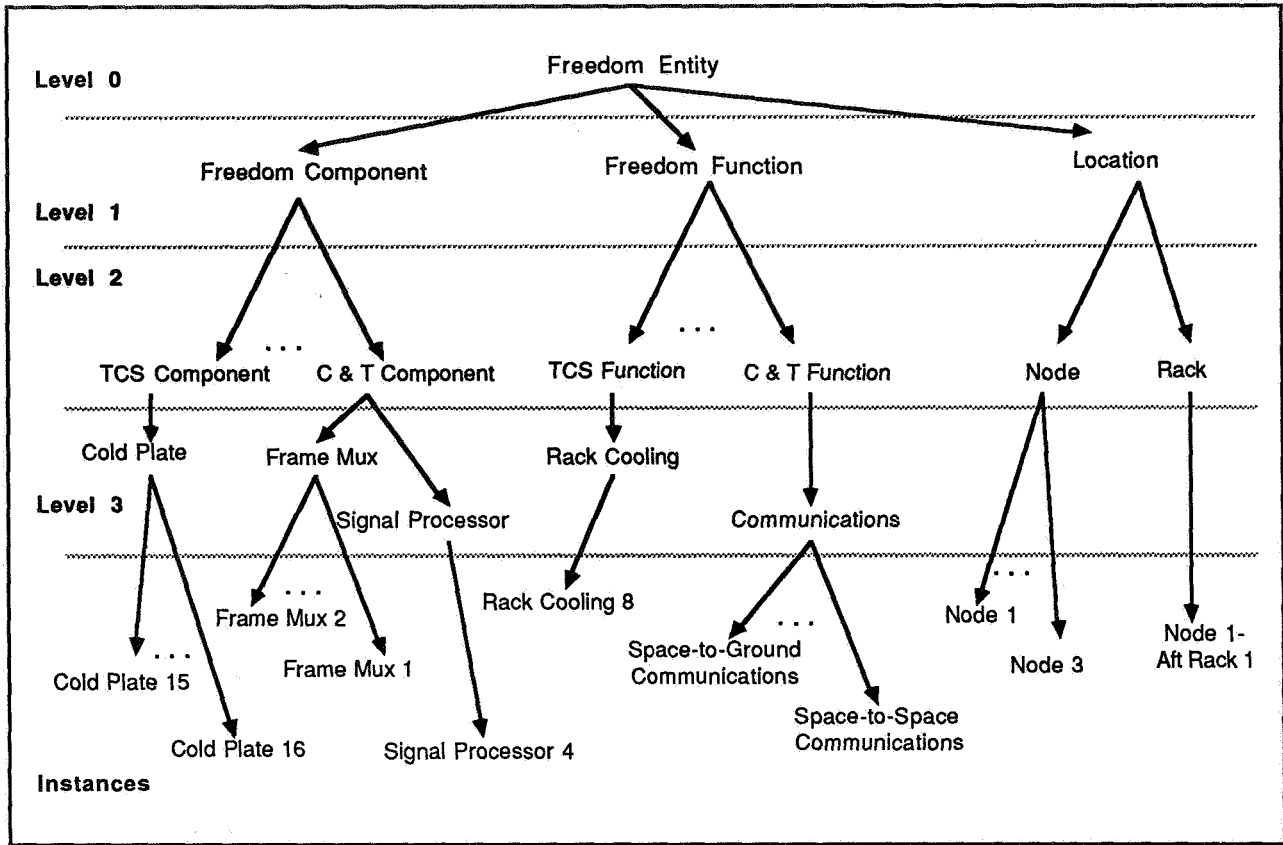 Level 0
Freedom Entity
Freedom Component
Freedom Function
Location
Level 1
Level 2
. . .
. . .
TCS Component
C & T Component
TCS Function
C & T Function
Node
Rack
Cold Plate
Frame Mux
Rack Cooling
Level 3
Signal Processor
Communications
. . .
Frame Mux 2
Rack Cooling 8
. . .
Node 1
. . .
Frame Mux 1
. . .
Cold Plate 15
Space-to-Ground
Communications
Node 3
Node 1-
Aft Rack 1
Cold Plate 16
Signal Processor 4
Space-to-Space
Communications
Instances